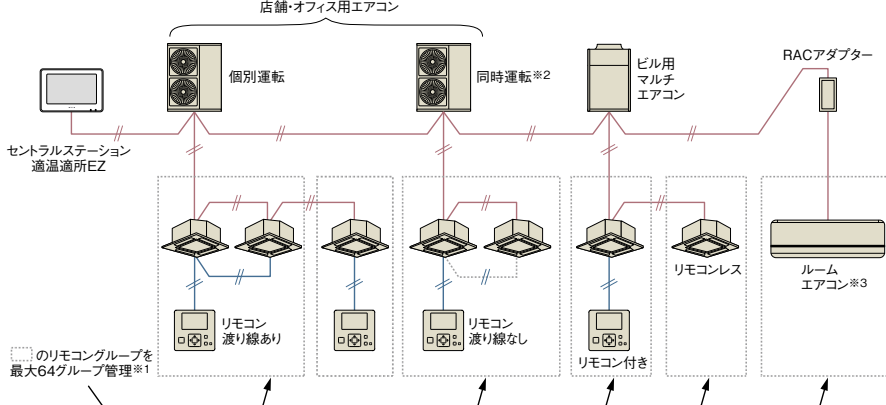 店舗・オフィス用エアコン
個別運転
同時運転※2
ビル用
マルチ
エアコン
RACアダプター
セントラルステーション
適温適所EZ
リモコンレス
ルーム
エアコン※3
リモコン
渡り線あり
リモコン
渡り線なし
リモコン付き
のリモコングループを
最大64グループ管理※1